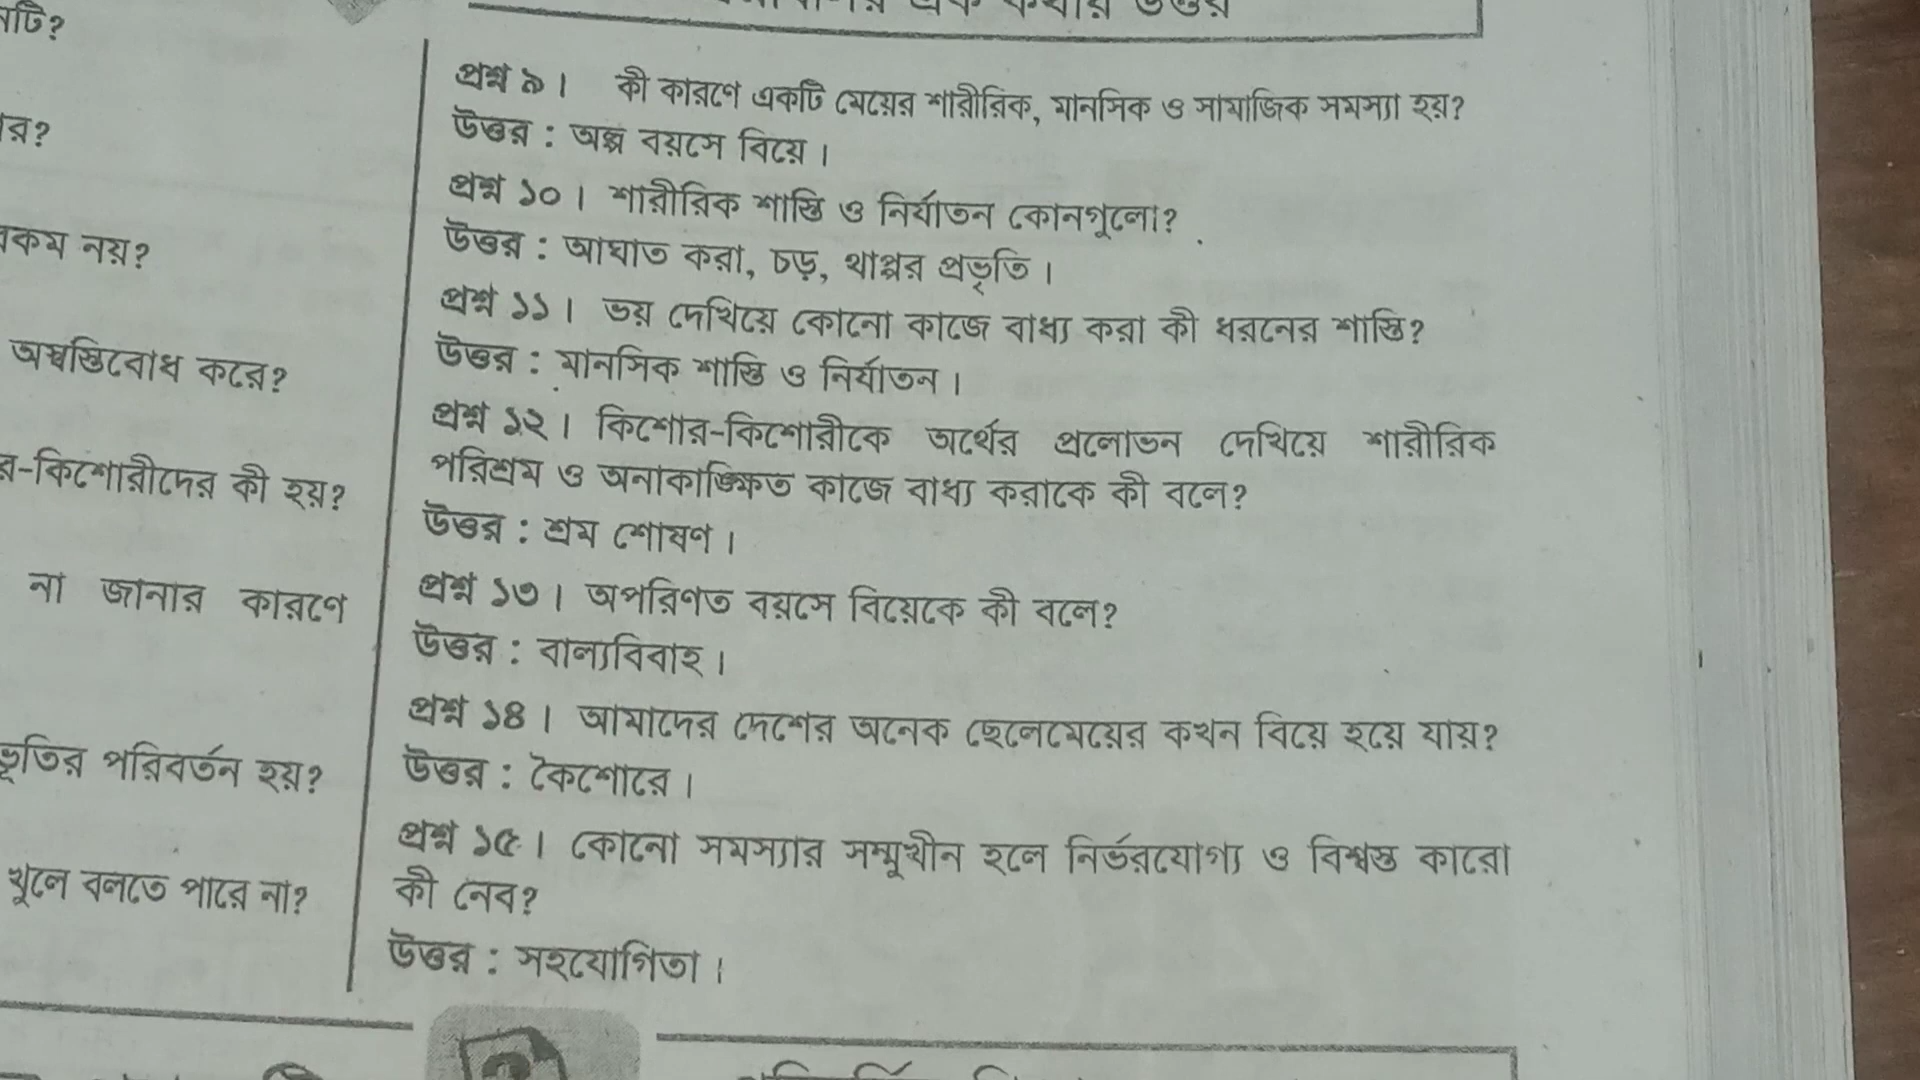 র?
কম নয়?
অস্বস্তিবোধ করে?
র-কিশোরীদের কী হয়?
না জানার কারণে
ভূতির পরিবর্তন হয়?
খুলে বলতে পারে না?
প্রশ্ন ৯। কী কারণে একটি মেয়ের শারীরিক, মানসিক ও সামাজিক সমস্যা হয়?
উত্তর : অল্প বয়সে বিয়ে।
প্রশ্ন ১০। শারীরিক শাস্তি ও নির্যাতন কোনগুলো?
উত্তর : আঘাত করা, চড়, থাপ্পর প্রভৃতি।
প্রশ্ন ১১। ভয় দেখিয়ে কোনো কাজে বাধ্য করা কী ধরনের শাস্তি?
উত্তর : মানসিক শাস্তি ও নির্যাতন।
প্রশ্ন ১২। কিশোর-কিশোরীকে অর্থের প্রলোভন দেখিয়ে শারীরিক
পরিশ্রম ও অনাকাঙ্ক্ষিত কাজে বাধ্য করাকে কী বলে?
উত্তর : শ্রম শোষণ।
প্রশ্ন ১৩। অপরিণত বয়সে বিয়েকে কী বলে?
উত্তর : বাল্যবিবাহ।
প্রশ্ন ১৪। আমাদের দেশের অনেক ছেলেমেয়ের কখন বিয়ে হয়ে যায়?
উত্তর : কৈশোরে।
প্রশ্ন ১৫। কোনো সমস্যার সম্মুখীন হলে নির্ভরযোগ্য ও বিশ্বস্ত কারো
কী নেব?
উত্তর : সহযোগিতা।